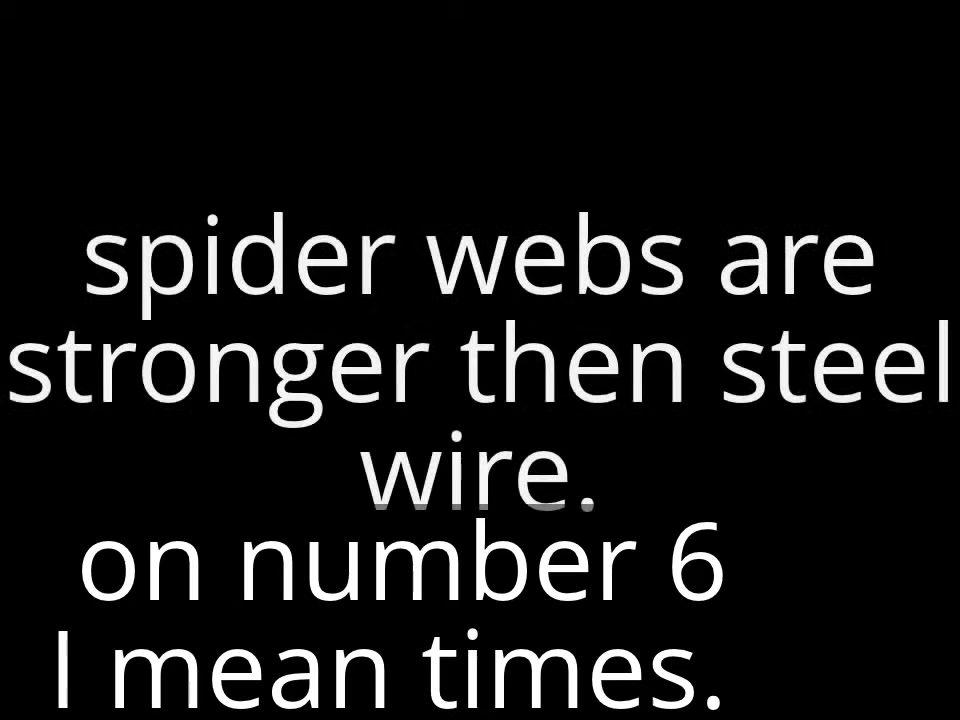 spider webs are
stronger then steel
wire.
on number 6
I mean times.